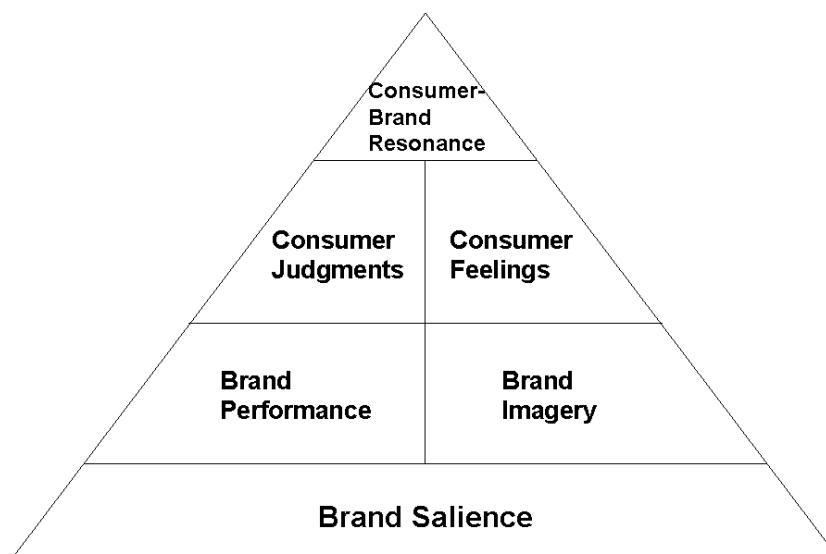 Consumer-
Brand
Resonance
Consumer
Judgments
Consumer
Feelings
Brand
Performance
Brand
Imagery
Brand Salience